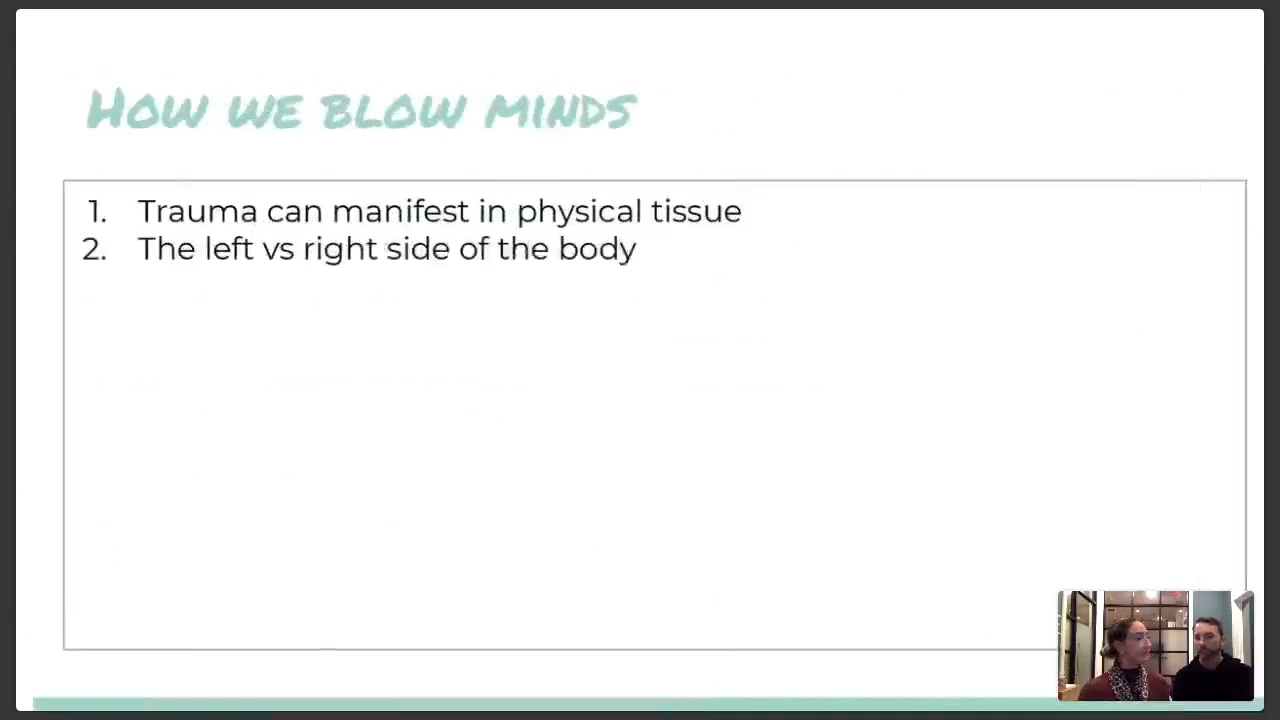 How we blow minds
1. Trauma can manifest in physical tissue
2. The left vs right side of the body